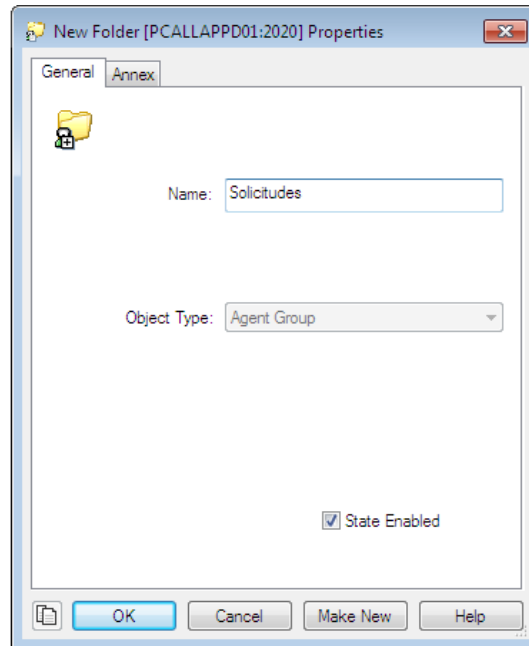 New Folder [PCALLAPPD01:2020] Properties
General Annex
Name: Solicitudes
Object Type: Agent Group
State Enabled
OK Cancel Make New Help